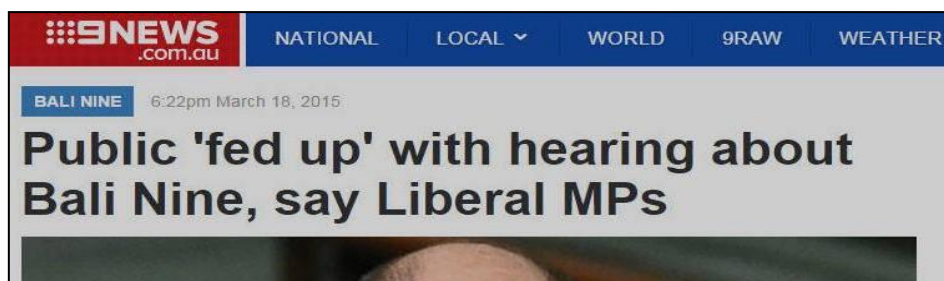 9NEWS
.com.au
NATIONAL LOCAL WORLD 9RAW WEATHER
BALI NINE 6:22pm March 18, 2015
Public 'fed up' with hearing about
Bali Nine, say Liberal MPs